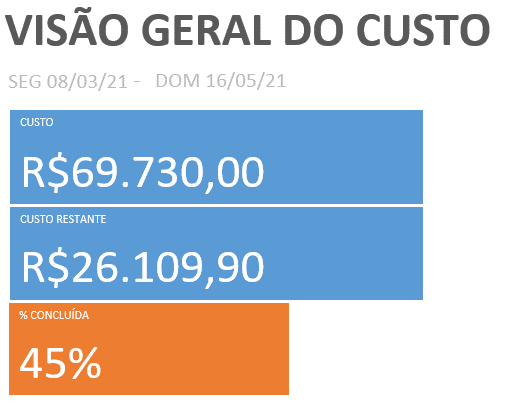 VISÃO GERAL DO CUSTO
SEG 08/03/21 - DOM 16/05/21
CUSTO
R$69.730,00
CUSTO RESTANTE
R$26.109,90
% CONCLUÍDA
45%